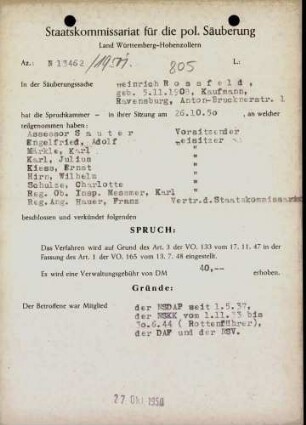 Staatskommissariat für die pol. Säuberung
Land Württemberg-Hohenzollern
Az.: N 13462 /1951. 805 L:
In der Säuberungssache Heinrich Rossfeld,
geb. 5.11.1908, Kaufmann,
Ravensburg, Anton-Brucknerstr. 1
hat die Spruchkammer – in ihrer Sitzung am 26.10.50 , an welcher
teilgenommen haben:
Assessor Sauter Vorsitzender
Engelfried, Adolf Beisitzer
Märkle, Karl "
Karl, Julius "
Kiess, Ernst "
Hirn, Wilhelm "
Schulze, Charlotte "
Reg. Ob. Insp. Messmer, Karl "
Reg.Ang. Hauer, Franz Vertr.d.Staatskommissars
beschlossen und verkündet folgenden
SPRUCH:
Das Verfahren wird auf Grund des Art. 3 der VO. 133 vom 17. 11. 47 in der
Fassung des Art. 1 der VO. 165 vom 13. 7. 48 eingestellt.
Es wird eine Verwaltungsgebühr von DM 40,-- erhoben.
Gründe:
Der Betroffene war Mitglied der NSDAP seit 1.5.37,
der NSKK vom 1.11.33 bis
30.6.44 ( Rottenführer),
der DAF und der NSV.
27 Okt 1950